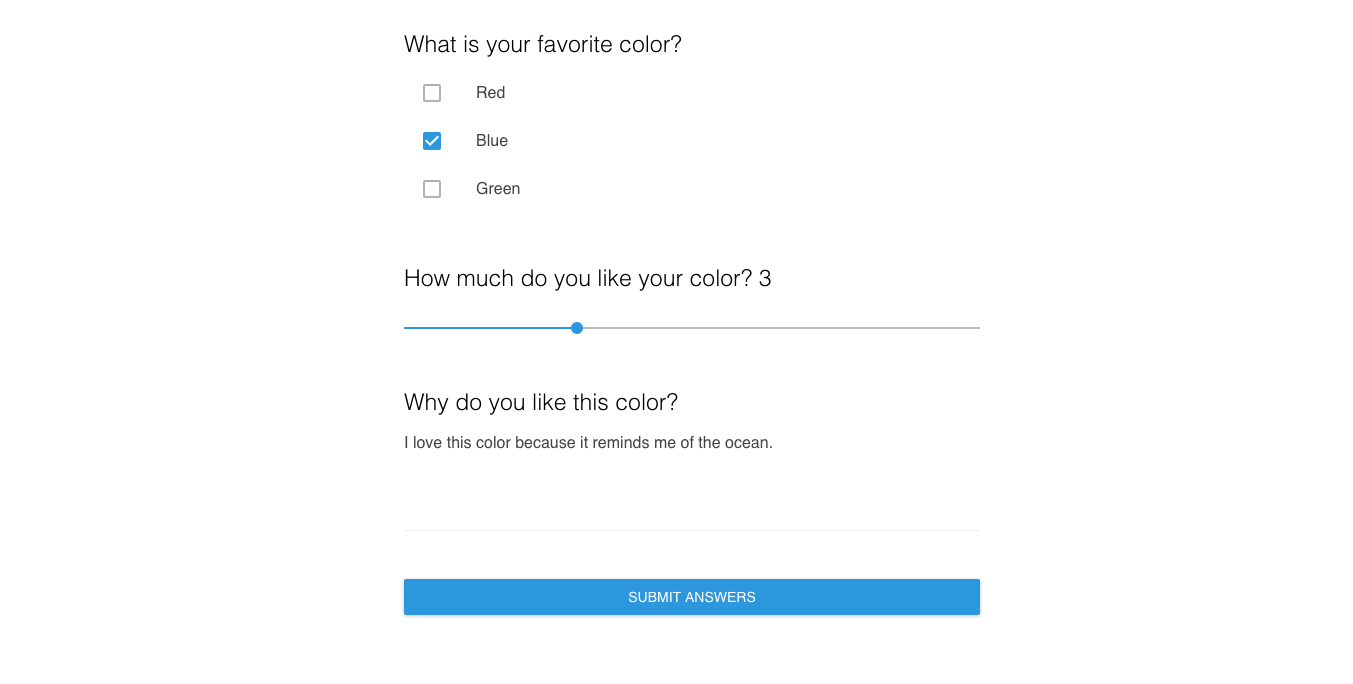 What is your favorite color?
Red
Blue
Green
How much do you like your color? 3
Why do you like this color?
I love this color because it reminds me of the ocean.
SUBMIT ANSWERS